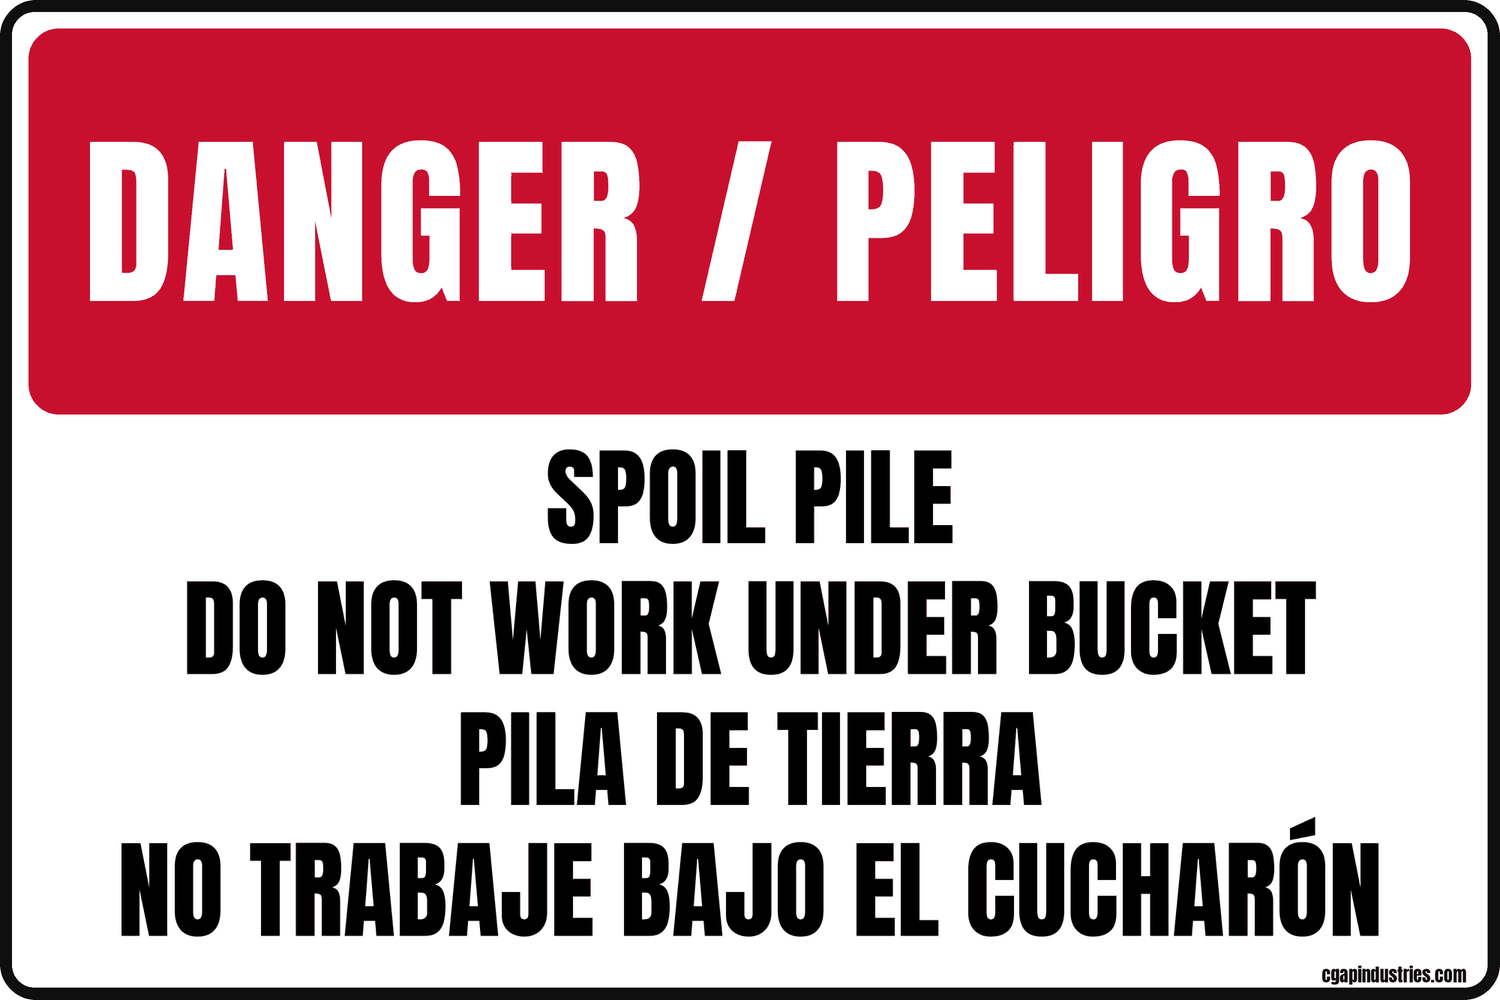 DANGER / PELIGRO
SPOIL PILE
DO NOT WORK UNDER BUCKET
PILA DE TIERRA
NO TRABAJE BAJO EL CUCHARÓN
cgapindustries.com